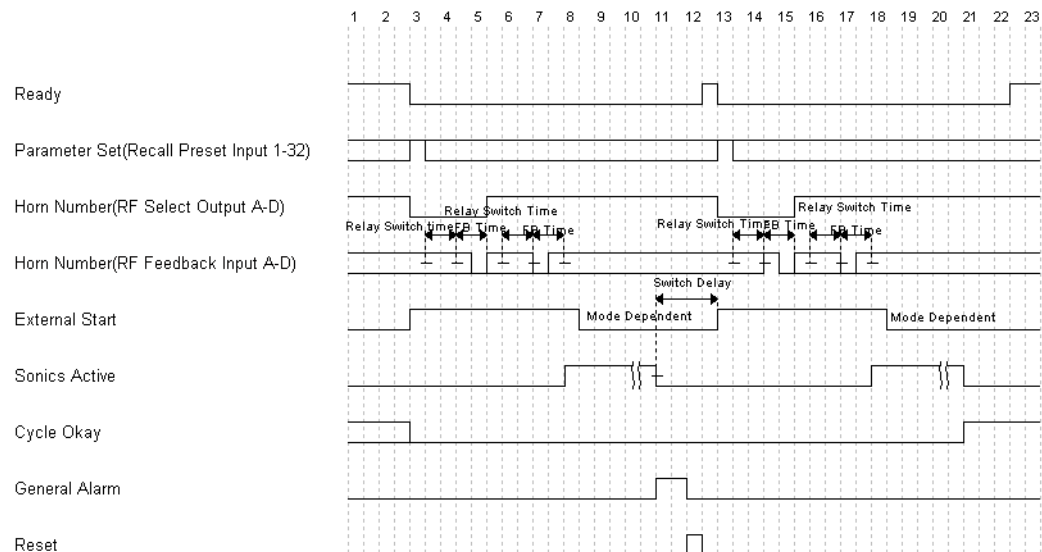 1 2 3 4 5 6 7 8 9 10 11 12 13 14 15 16 17 18 19 20 21 22 23
Ready
Parameter Set(Recall Preset Input 1-32)
Horn Number(RF Select Output A-D)
Relay Switch Time
Relay Switch Time
Relay Switch time
FB Time
FB Time
Relay Switch Time
FB Time
FB Time
Horn Number(RF Feedback Input A-D)
Switch Delay
External Start
Mode Dependent
Mode Dependent
Sonics Active
Cycle Okay
General Alarm
Reset